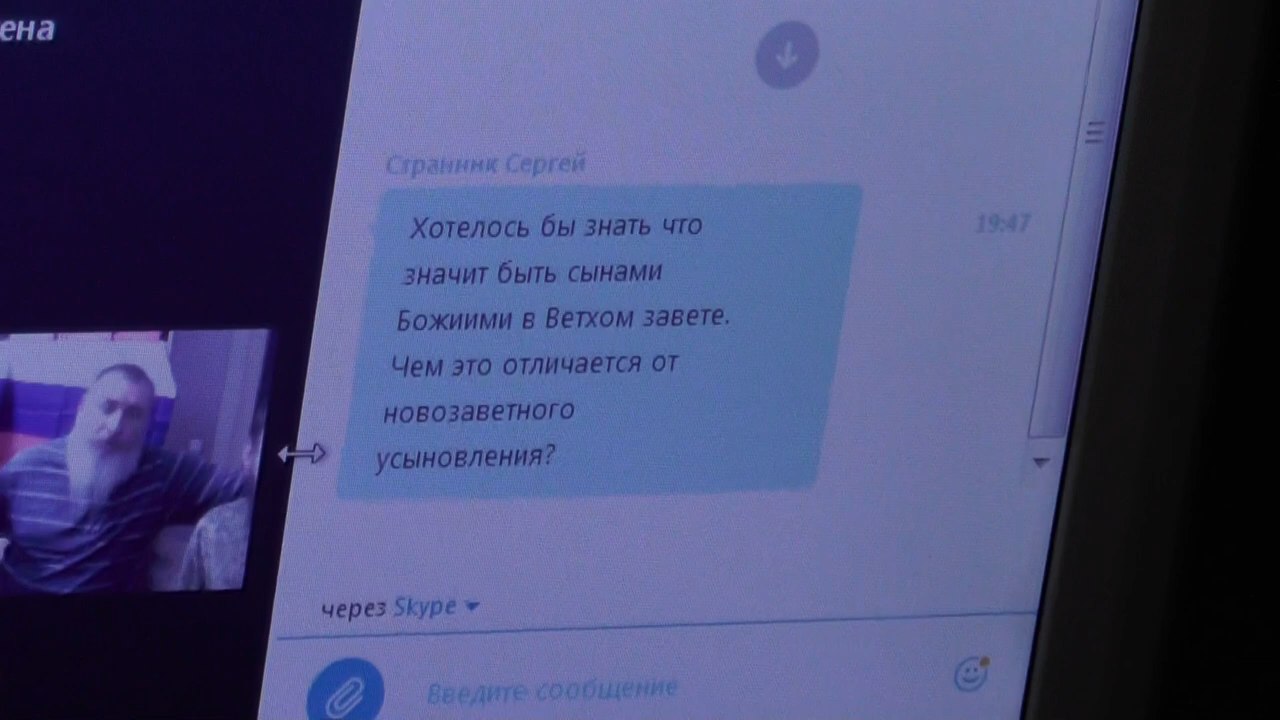 ена
Странник Сергей
Хотелось бы знать что
19:47
значит быть сынами
Божиими в Ветхом завете.
Чем это отличается от
новозаветного
усыновления?
через Skype
Введите сообщение